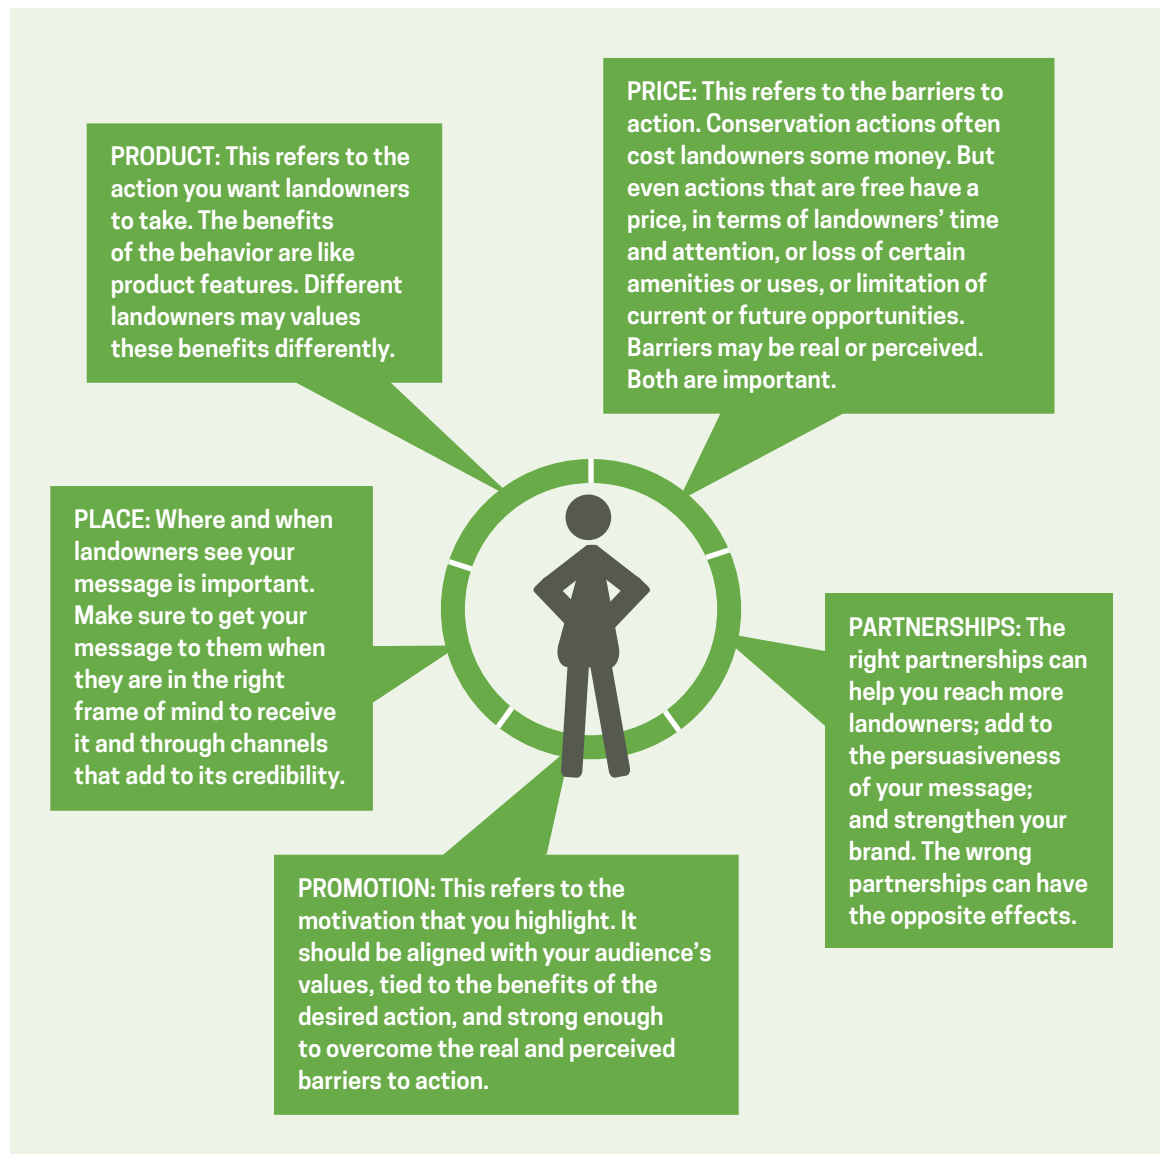 PRODUCT: This refers to the
action you want landowners
to take. The benefits
of the behavior are like
product features. Different
landowners may values
these benefits differently.
PRICE: This refers to the barriers to
action. Conservation actions often
cost landowners some money. But
even actions that are free have a
price, in terms of landowners’ time
and attention, or loss of certain
amenities or uses, or limitation of
current or future opportunities.
Barriers may be real or perceived.
Both are important.
PLACE: Where and when
landowners see your
message is important.
Make sure to get your
message to them when
they are in the right
frame of mind to receive
it and through channels
that add to its credibility.
PARTNERSHIPS: The
right partnerships can
help you reach more
landowners; add to
the persuasiveness
of your message;
and strengthen your
brand. The wrong
partnerships can have
the opposite effects.
PROMOTION: This refers to the
motivation that you highlight. It
should be aligned with your audience’s
values, tied to the benefits of the
desired action, and strong enough
to overcome the real and perceived
barriers to action.